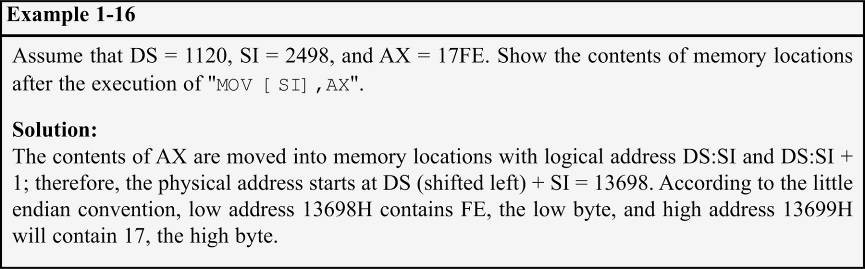 Example 1-16
Assume that DS = 1120, SI = 2498, and AX = 17FE. Show the contents of memory locations
after the execution of "MOV [ SI] ,AX".
Solution:
The contents of AX are moved into memory locations with logical address DS:SI and DS:SI +
1; therefore, the physical address starts at DS (shifted left) + SI = 13698. According to the little
endian convention, low address 13698H contains FE, the low byte, and high address 13699H
will contain 17, the high byte.